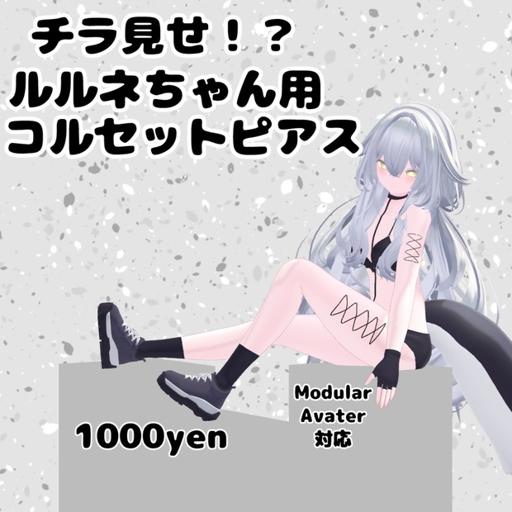 チラ見せ！？
ルルネちゃん用
コルセットピアス
1000yen
Modular
Avater
対応